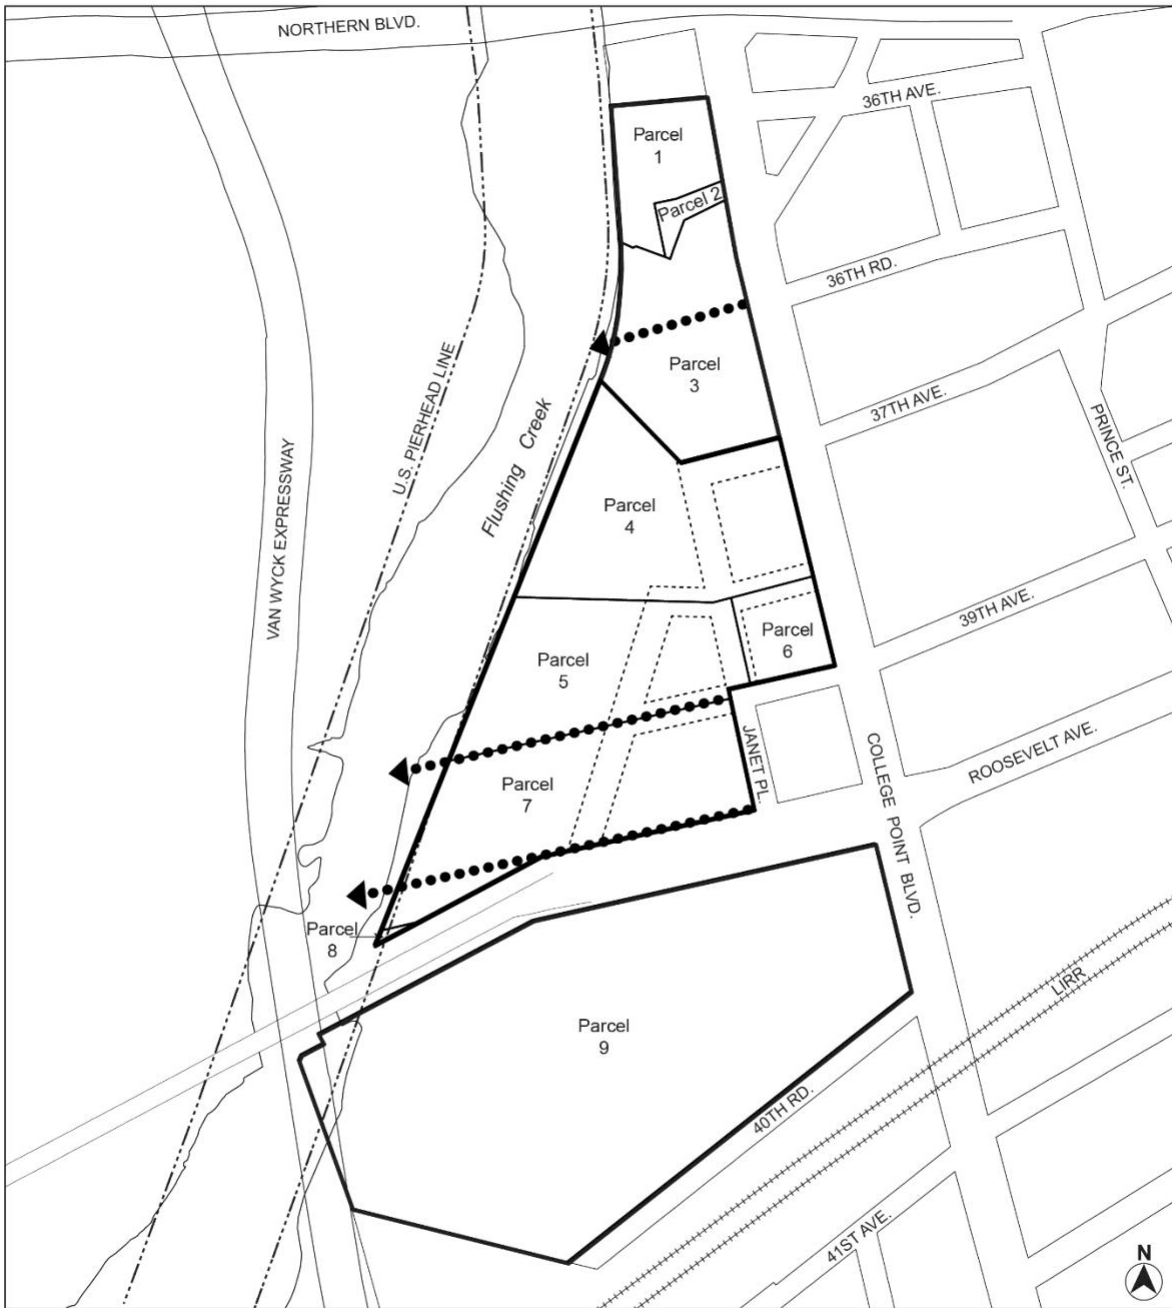 NORTHERN BLVD.
36TH AVE.
Parcel
1
Parcel 2
36TH RD.
U.S. PIERHEAD LINE
Flushing Creek
Parcel
3
37TH AVE.
PRINCE ST.
VAN WYCK EXPRESSWAY
Parcel
4
39TH AVE.
Parcel
5
Parcel
6
JANET PL.
COLLEGE POINT BLVD.
ROOSEVELT AVE.
Parcel
7
Parcel
8
LIRR
Parcel
9
40TH RD.
41ST AVE.
N